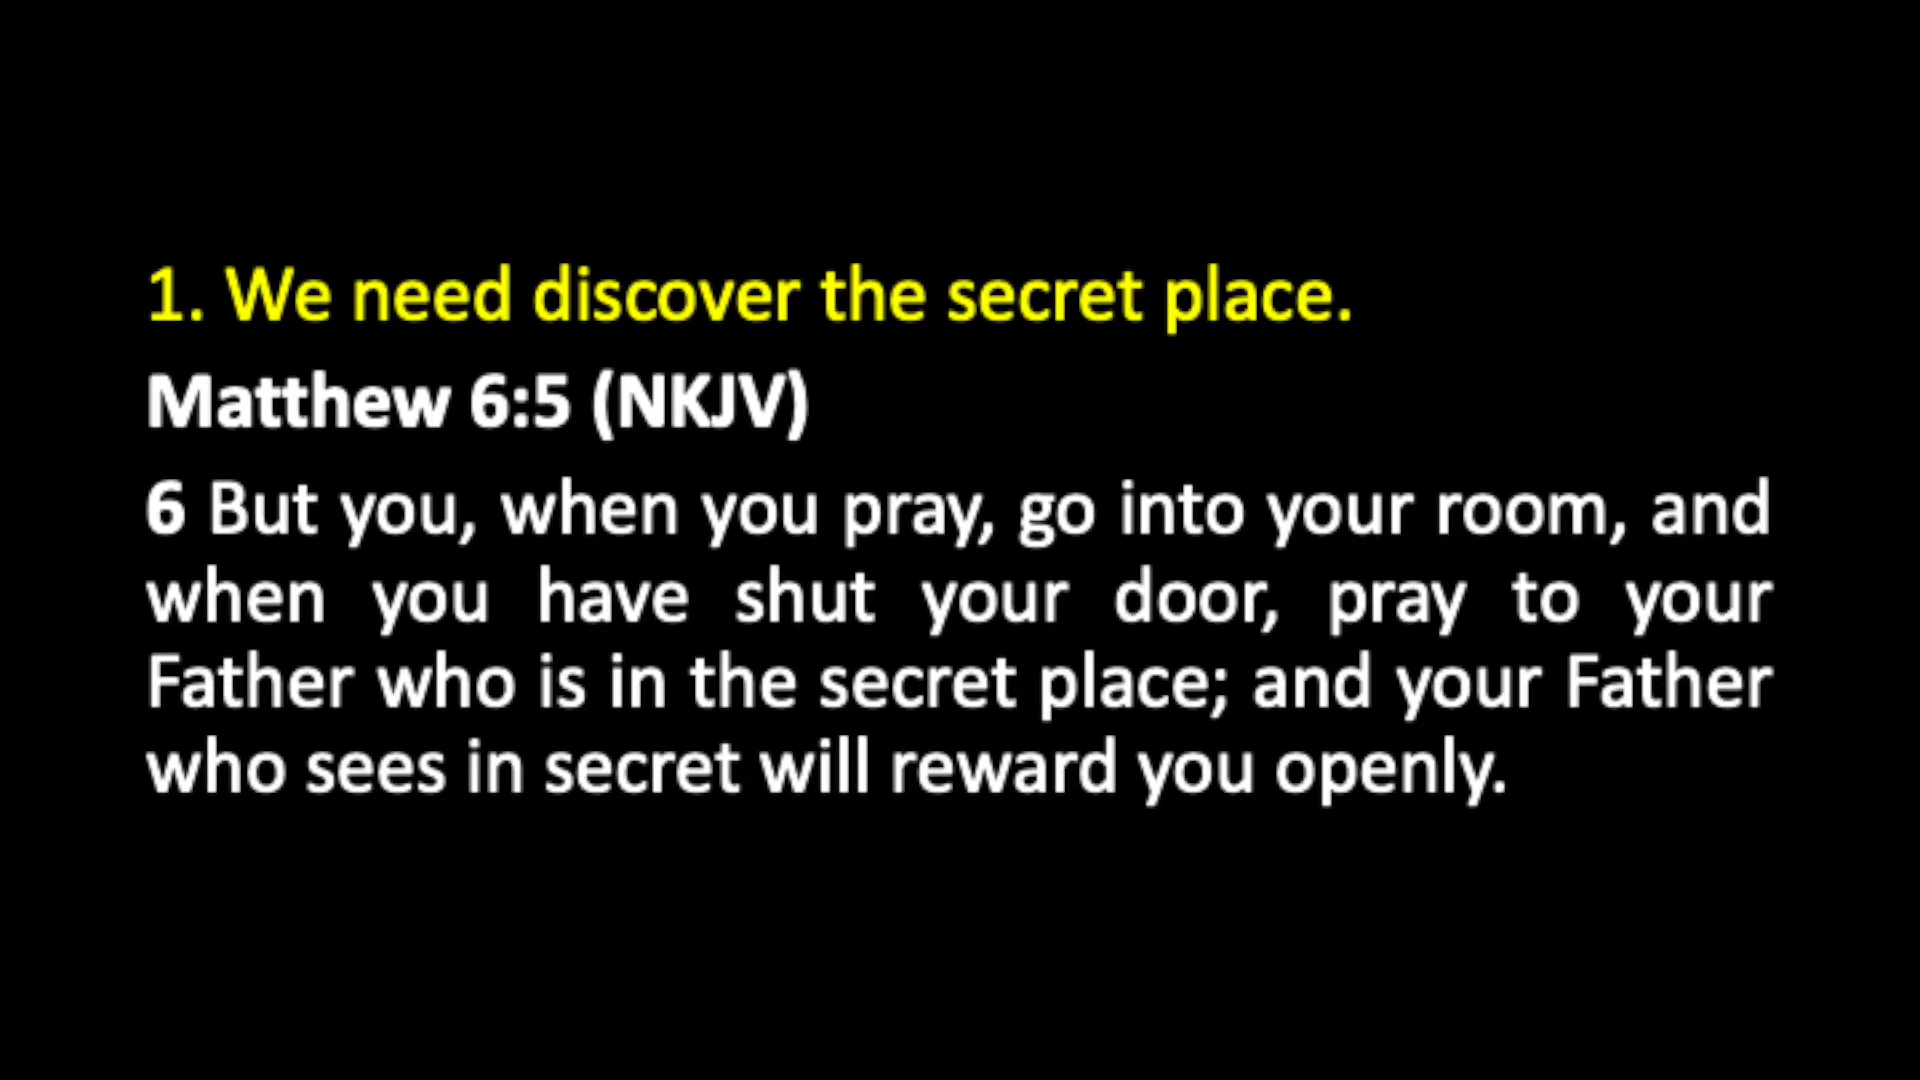 1. We need discover the secret place.
Matthew 6:5 (NKJV)
6 But you, when you pray, go into your room, and
when you have shut your door, pray to your
Father who is in the secret place; and your Father
who sees in secret will reward you openly.